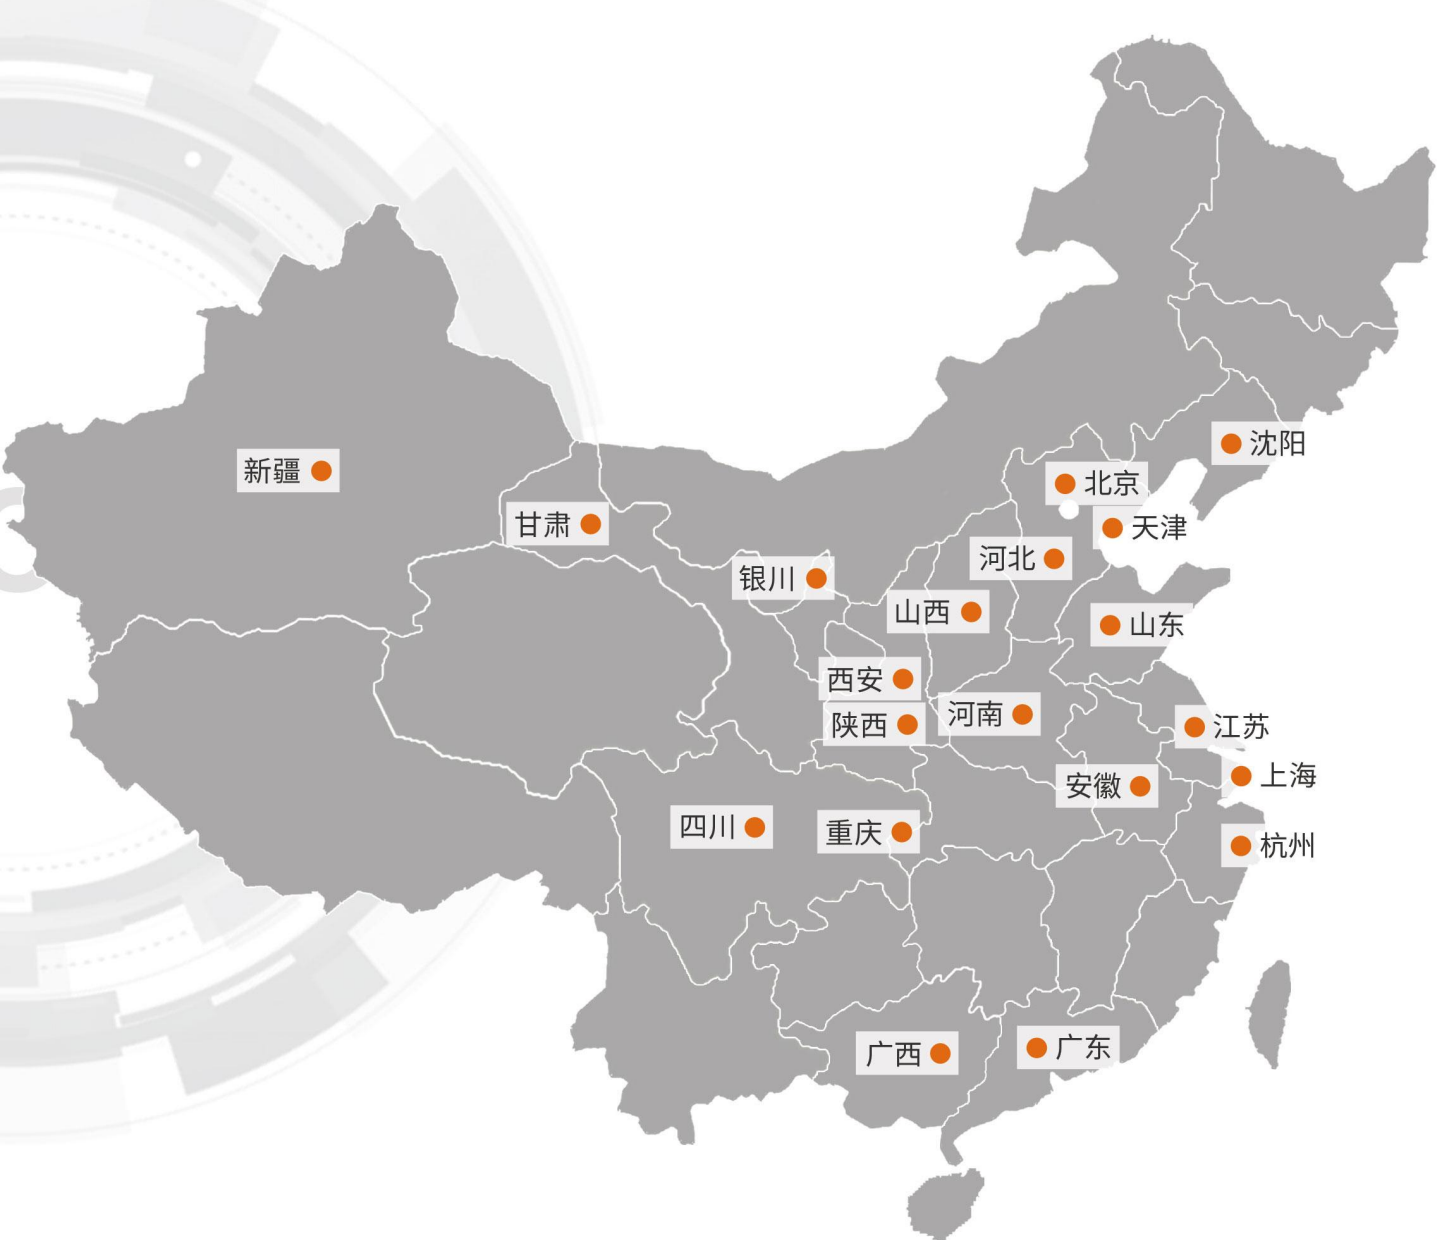 沈阳
新疆
北京
甘肃
天津
河北
银川
山西
山东
西安
河南
陕西
江苏
上海
安徽
四川
重庆
杭州
广西
广东